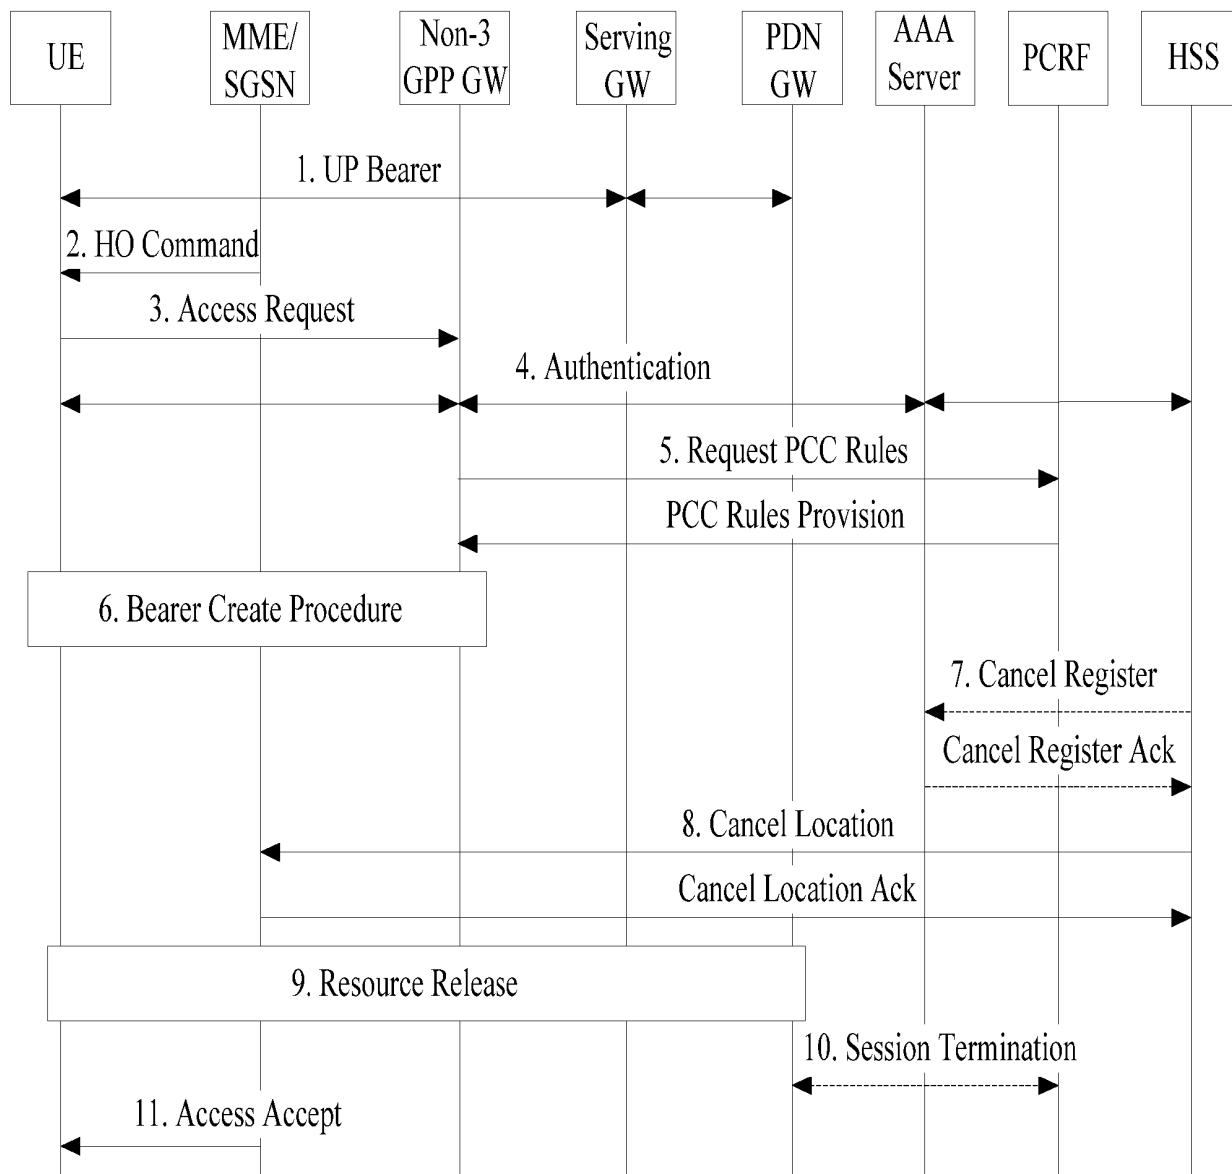 UE
MME/
SGSN
Non-3
GPP GW
Serving
GW
PDN
GW
AAA
Server
PCRF
HSS
1. UP Bearer
2. HO Command
3. Access Request
4. Authentication
5. Request PCC Rules
PCC Rules Provision
6. Bearer Create Procedure
7. Cancel Register
Cancel Register Ack
8. Cancel Location
Cancel Location Ack
9. Resource Release
10. Session Termination
11. Access Accept